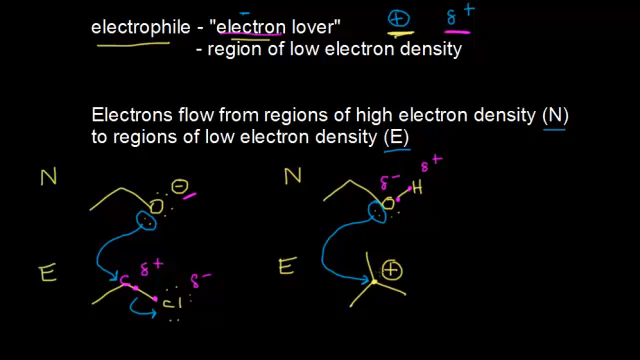 electrophile - "electron lover" + δ+
- region of low electron density
Electrons flow from regions of high electron density (N)
to regions of low electron density (E)
N
O −
N
δ- δ+
O H
E
C δ+ δ-
Cl
E
+